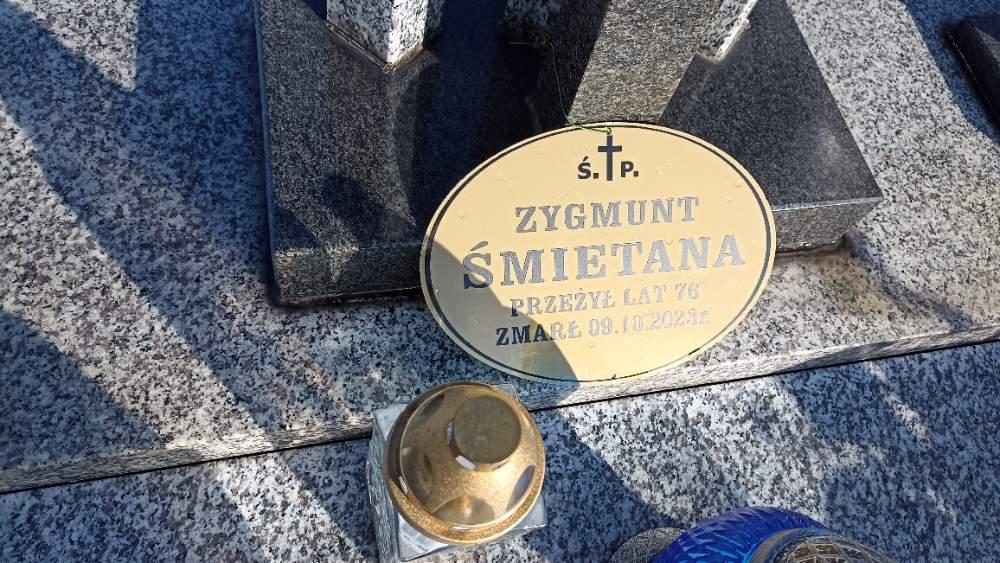 Ś. P.
ZYGMUNT
ŚMIETANA
PRZEŻYŁ LAT 76
ZMARŁ 09.10.2023r.